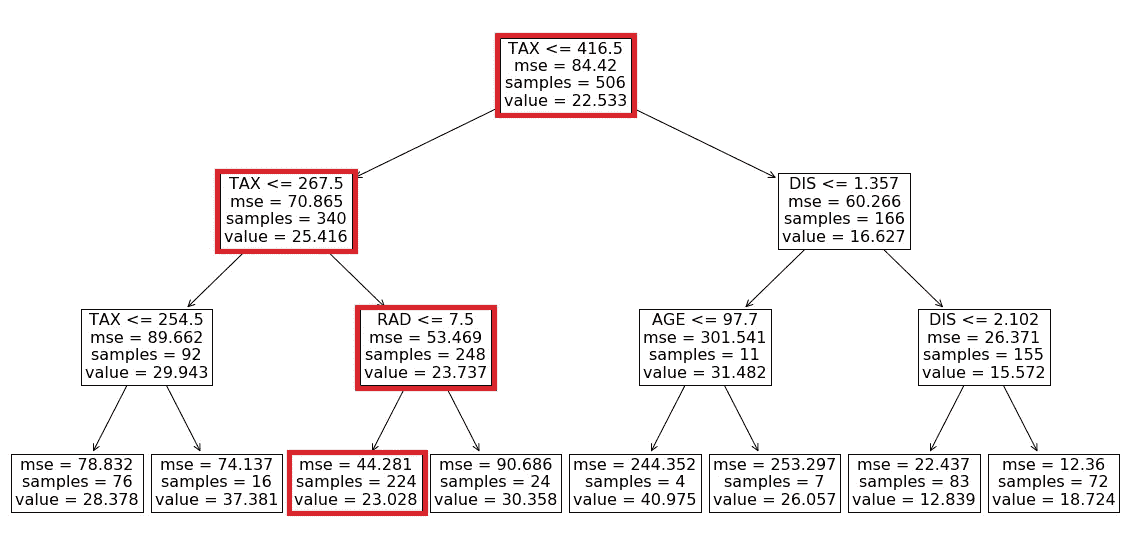 TAX <= 416.5
mse = 84.42
samples = 506
value = 22.533
TAX <= 267.5
mse = 70.865
samples = 340
value = 25.416
DIS <= 1.357
mse = 60.266
samples = 166
value = 16.627
TAX <= 254.5
mse = 89.662
samples = 92
value = 29.943
RAD <= 7.5
mse = 53.469
samples = 248
value = 23.737
AGE <= 97.7
mse = 301.541
samples = 11
value = 31.482
DIS <= 2.102
mse = 26.371
samples = 155
value = 15.572
mse = 78.832
samples = 76
value = 28.378
mse = 74.137
samples = 16
value = 37.381
mse = 44.281
samples = 224
value = 23.028
mse = 90.686
samples = 24
value = 30.358
mse = 244.352
samples = 4
value = 40.975
mse = 253.297
samples = 7
value = 26.057
mse = 22.437
samples = 83
value = 12.839
mse = 12.36
samples = 72
value = 18.724